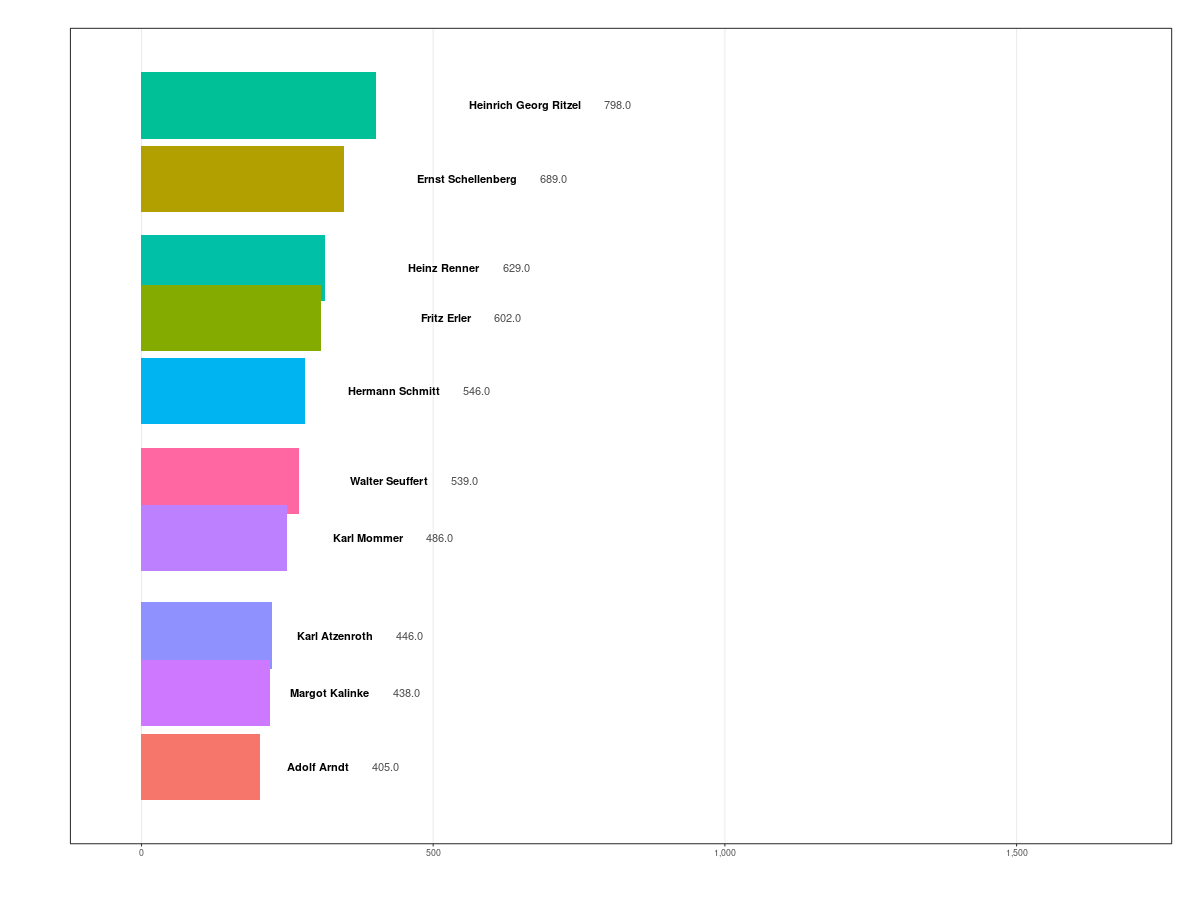 Heinrich Georg Ritzel 798.0
Ernst Schellenberg 689.0
Heinz Renner 629.0
Fritz Erler 602.0
Hermann Schmitt 546.0
Walter Seuffert 539.0
Karl Mommer 486.0
Karl Atzenroth 446.0
Margot Kalinke 438.0
Adolf Arndt 405.0
0 500 1,000 1,500